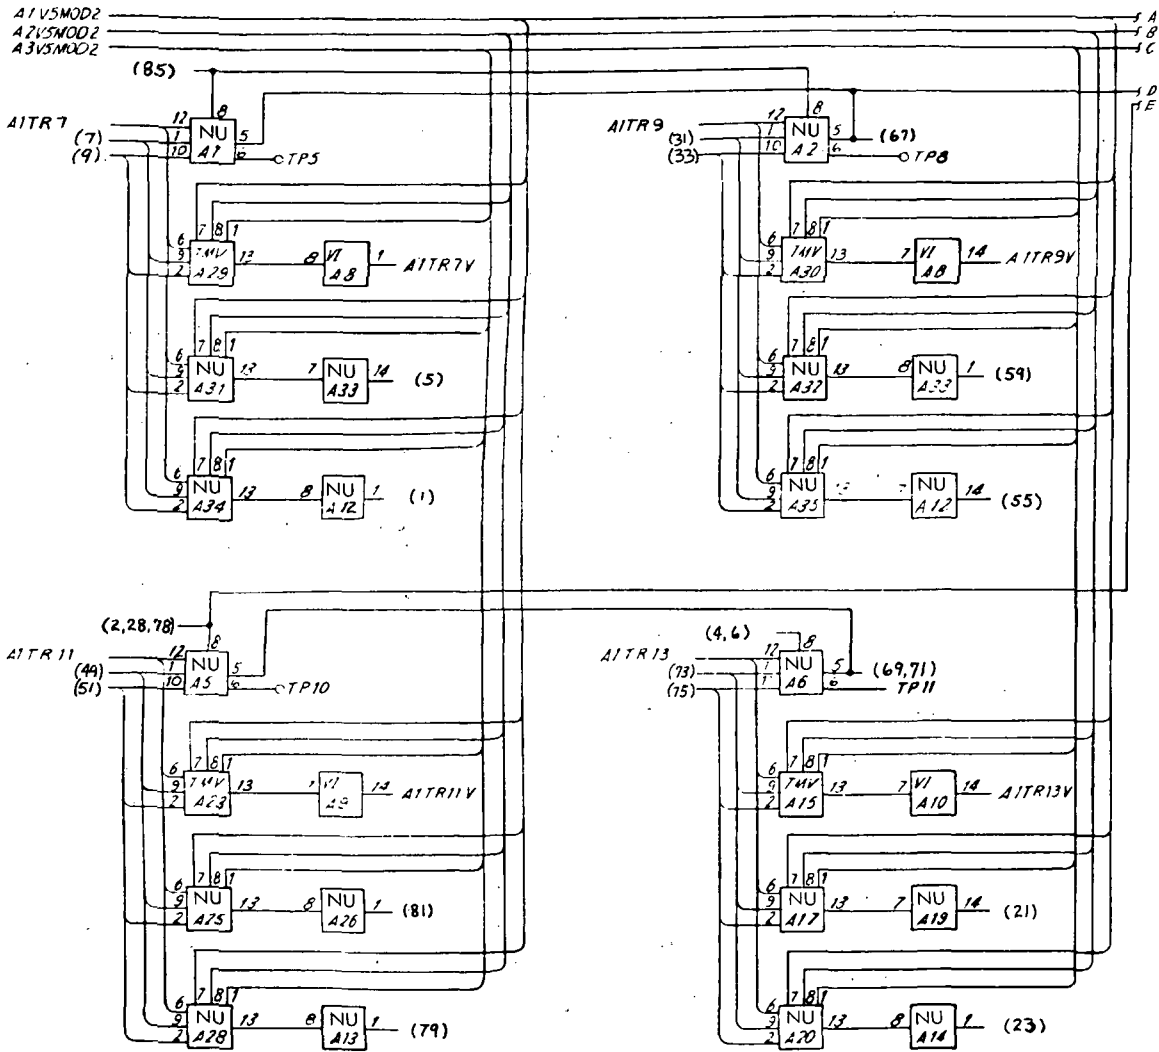 A1V5MOD2 A
A2V5MOD2 B
A3V5MOD2 C
(85)
D
E
8 8
A1TR7 12 NU 5 A1TR9 12 NU 5 (67)
(7) 1 (31) 1
(9) 10 A1 6 TP5 (33) 10 A2 6 TP8
7 8 1 7 8 1
6 TMV 13 8 VI 1 A1TR7V 6 TMV 13 7 VI 14 A1TR9V
9 A29 A8 9 A30 A8
2 2
7 8 1 7 8 1
6 NU 13 7 NU 14 (5) 6 NU 13 8 NU 1 (59)
9 A31 A33 9 A32 A33
2 2
7 8 1 7 8 1
6 NU 13 8 NU 1 (1) 6 NU 13 7 NU 14 (55)
9 A34 A12 9 A35 A12
2 2
(2,28,78) 8 (4,6) 8
A1TR11 12 NU 5 A1TR13 12 NU 5 (69,71)
(49) 1 (73) 1
(51) 10 A5 6 TP10 (75) A6 6 TP11
7 8 1 7 8 1
6 TMV 13 VI 14 A1TR11V 6 TMV 13 7 VI 14 A1TR13V
9 A23 A9 9 A15 A10
2 2
7 8 1 7 8 1
6 NU 13 8 NU 1 (81) 6 NU 13 7 NU 14 (21)
9 A25 A26 9 A17 A19
2 2
7 8 1 7 8 1
6 NU 13 8 NU 1 (79) 6 NU 13 8 NU 1 (23)
9 A28 A13 9 A20 A14
2 2